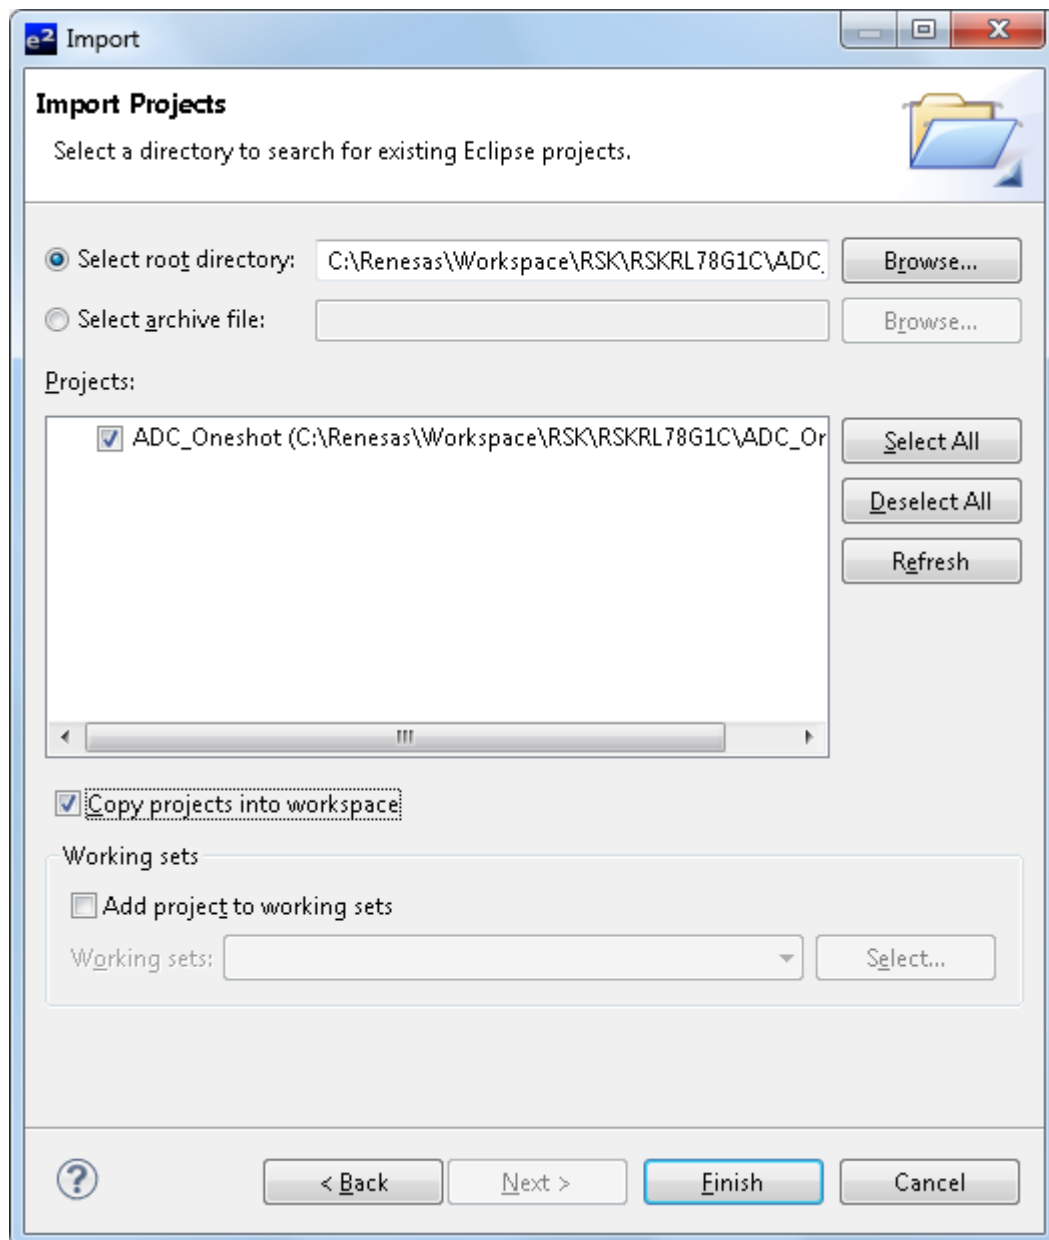 e² Import
Import Projects
Select a directory to search for existing Eclipse projects.
Select root directory: C:\Renesas\Workspace\RSK\RSKRL78G1C\ADC_ Browse...
Select archive file: Browse...
Projects:
ADC_Oneshot (C:\Renesas\Workspace\RSK\RSKRL78G1C\ADC_Or Select All
Deselect All
Refresh
Copy projects into workspace
Working sets
Add project to working sets
Working sets: Select...
? < Back Next > Finish Cancel